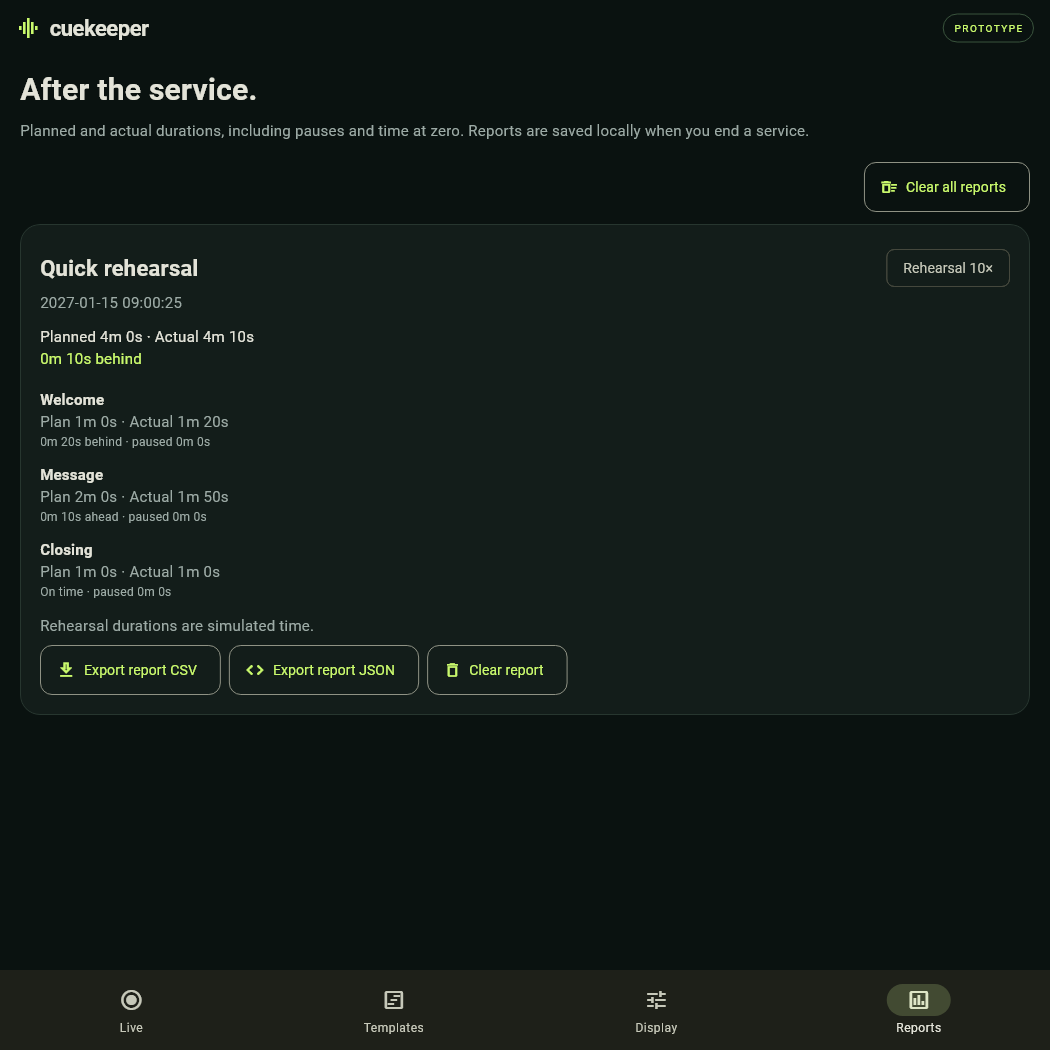 cuekeeper
PROTOTYPE
After the service.
Planned and actual durations, including pauses and time at zero. Reports are saved locally when you end a service.
Clear all reports
Quick rehearsal
Rehearsal 10×
2027-01-15 09:00:25
Planned 4m 0s · Actual 4m 10s
0m 10s behind
Welcome
Plan 1m 0s · Actual 1m 20s
0m 20s behind · paused 0m 0s
Message
Plan 2m 0s · Actual 1m 50s
0m 10s ahead · paused 0m 0s
Closing
Plan 1m 0s · Actual 1m 0s
On time · paused 0m 0s
Rehearsal durations are simulated time.
Export report CSV
Export report JSON
Clear report
Live
Templates
Display
Reports